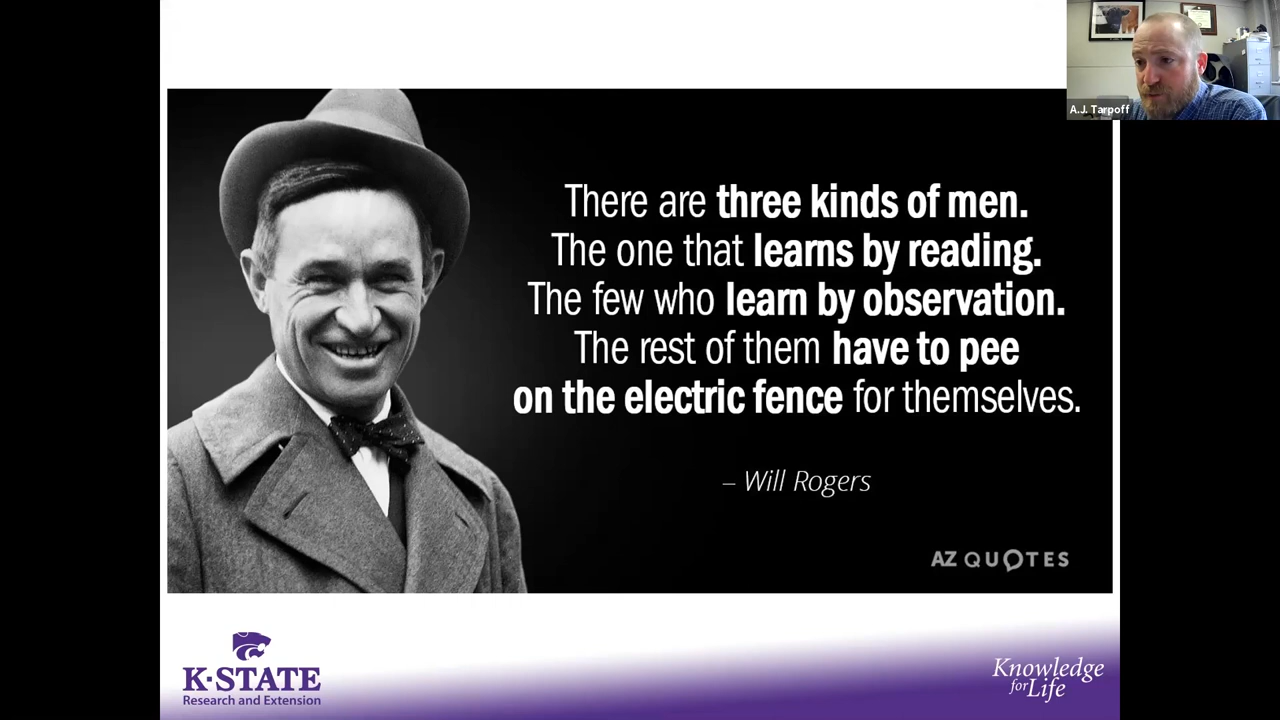 A.J. Tarpoff
There are three kinds of men.
The one that learns by reading.
The few who learn by observation.
The rest of them have to pee
on the electric fence for themselves.
– Will Rogers
AZ QUOTES
K·STATE
Research and Extension
Knowledge
for Life